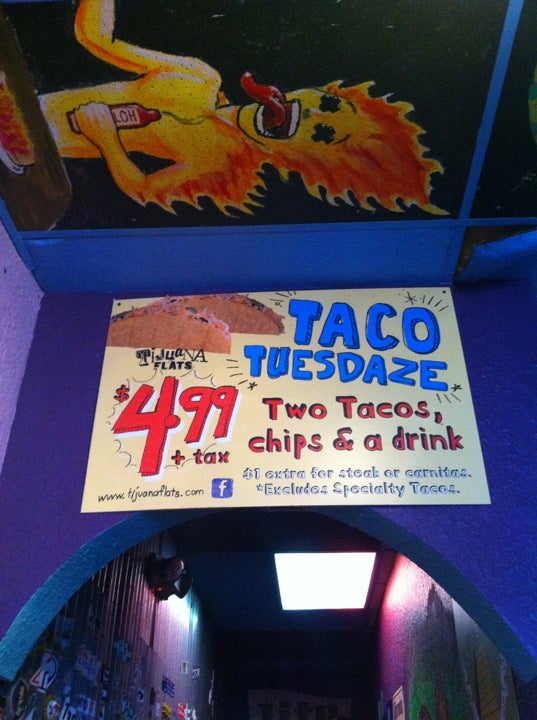 HOT
TIJUANA
FLATS
TACO
TUESDAZE
$4.99
+ tax
Two Tacos,
chips & a drink
$1 extra for steak or carnitas.
*Excludes Specialty Tacos.
www.tijuanaflats.com f